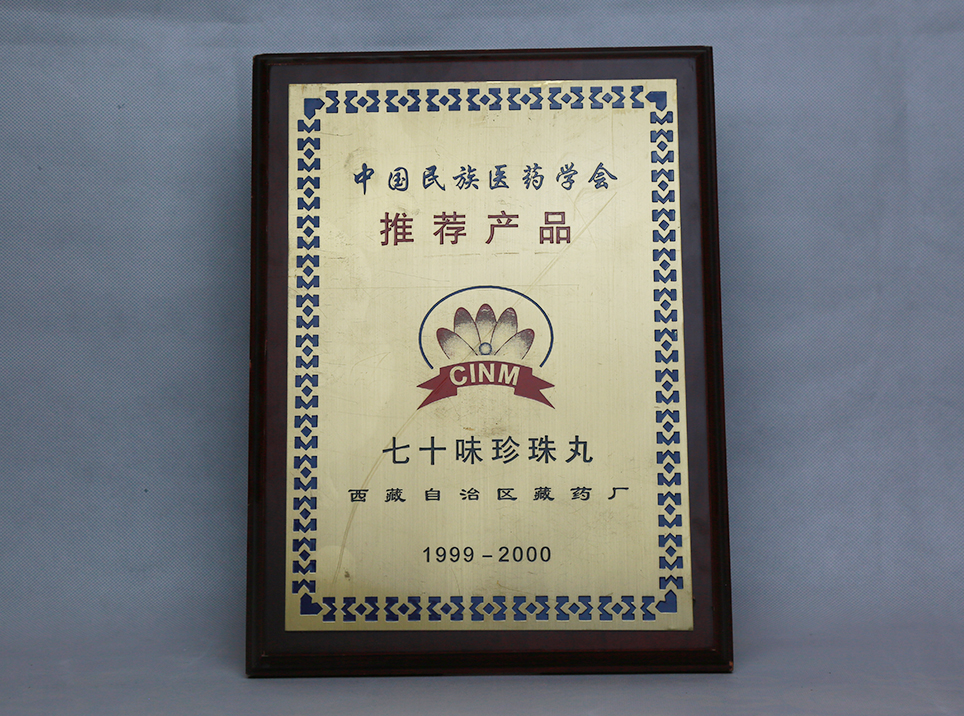 中国民族医药学会
推荐产品
CINM
七十味珍珠丸
西藏自治区藏药厂
1999-2000